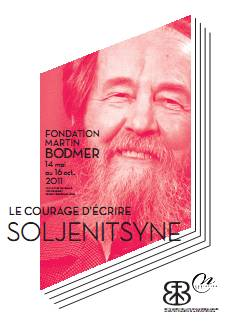 FONDATION
MARTIN
BODMER
14 mai
au 16 oct.
2011
LE COURAGE D'ÉCRIRE
SOLJENITSYNE